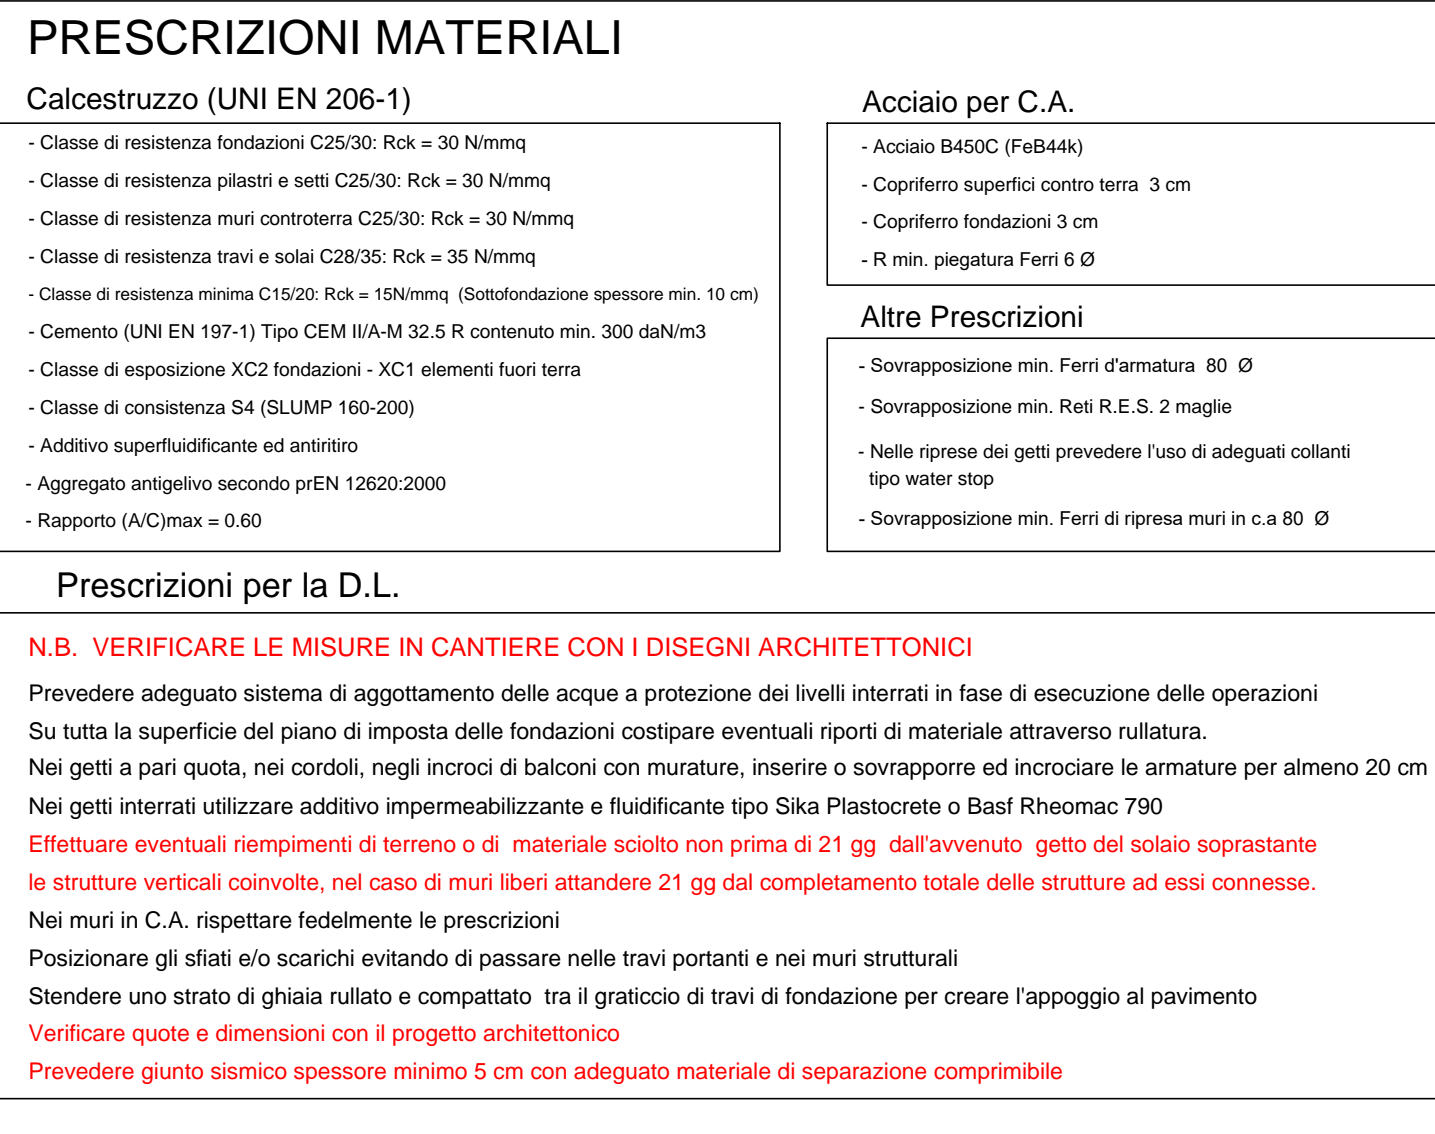 PRESCRIZIONI MATERIALI
Calcestruzzo (UNI EN 206-1)
- Classe di resistenza fondazioni C25/30: Rck = 30 N/mmq
- Classe di resistenza pilastri e setti C25/30: Rck = 30 N/mmq
- Classe di resistenza muri controterra C25/30: Rck = 30 N/mmq
- Classe di resistenza travi e solai C28/35: Rck = 35 N/mmq
- Classe di resistenza minima C15/20: Rck = 15N/mmq (Sottofondazione spessore min. 10 cm)
- Cemento (UNI EN 197-1) Tipo CEM II/A-M 32.5 R contenuto min. 300 daN/m3
- Classe di esposizione XC2 fondazioni - XC1 elementi fuori terra
- Classe di consistenza S4 (SLUMP 160-200)
- Additivo superfluidificante ed antiritiro
- Aggregato antigelivo secondo prEN 12620:2000
- Rapporto (A/C)max = 0.60
Acciaio per C.A.
- Acciaio B450C (FeB44k)
- Copriferro superfici contro terra 3 cm
- Copriferro fondazioni 3 cm
- R min. piegatura Ferri 6 Ø
Altre Prescrizioni
- Sovrapposizione min. Ferri d'armatura 80 Ø
- Sovrapposizione min. Reti R.E.S. 2 maglie
- Nelle riprese dei getti prevedere l'uso di adeguati collanti
tipo water stop
- Sovrapposizione min. Ferri di ripresa muri in c.a 80 Ø
Prescrizioni per la D.L.
N.B. VERIFICARE LE MISURE IN CANTIERE CON I DISEGNI ARCHITETTONICI
Prevedere adeguato sistema di aggottamento delle acque a protezione dei livelli interrati in fase di esecuzione delle operazioni
Su tutta la superficie del piano di imposta delle fondazioni costipare eventuali riporti di materiale attraverso rullatura.
Nei getti a pari quota, nei cordoli, negli incroci di balconi con murature, inserire o sovrapporre ed incrociare le armature per almeno 20 cm
Nei getti interrati utilizzare additivo impermeabilizzante e fluidificante tipo Sika Plastocrete o Basf Rheomac 790
Effettuare eventuali riempimenti di terreno o di materiale sciolto non prima di 21 gg dall'avvenuto getto del solaio soprastante
le strutture verticali coinvolte, nel caso di muri liberi attandere 21 gg dal completamento totale delle strutture ad essi connesse.
Nei muri in C.A. rispettare fedelmente le prescrizioni
Posizionare gli sfiati e/o scarichi evitando di passare nelle travi portanti e nei muri strutturali
Stendere uno strato di ghiaia rullato e compattato tra il graticcio di travi di fondazione per creare l'appoggio al pavimento
Verificare quote e dimensioni con il progetto architettonico
Prevedere giunto sismico spessore minimo 5 cm con adeguato materiale di separazione comprimibile